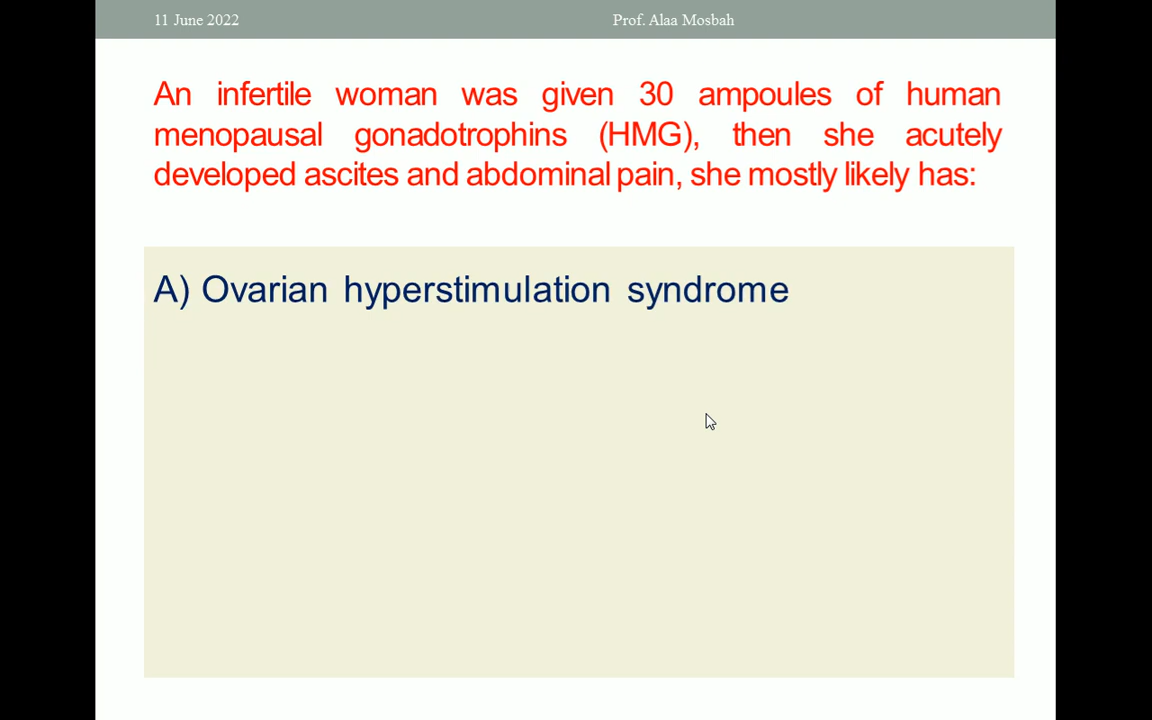 11 June 2022
Prof. Alaa Mosbah
An infertile woman was given 30 ampoules of human
menopausal gonadotrophins (HMG), then she acutely
developed ascites and abdominal pain, she mostly likely has:
A) Ovarian hyperstimulation syndrome